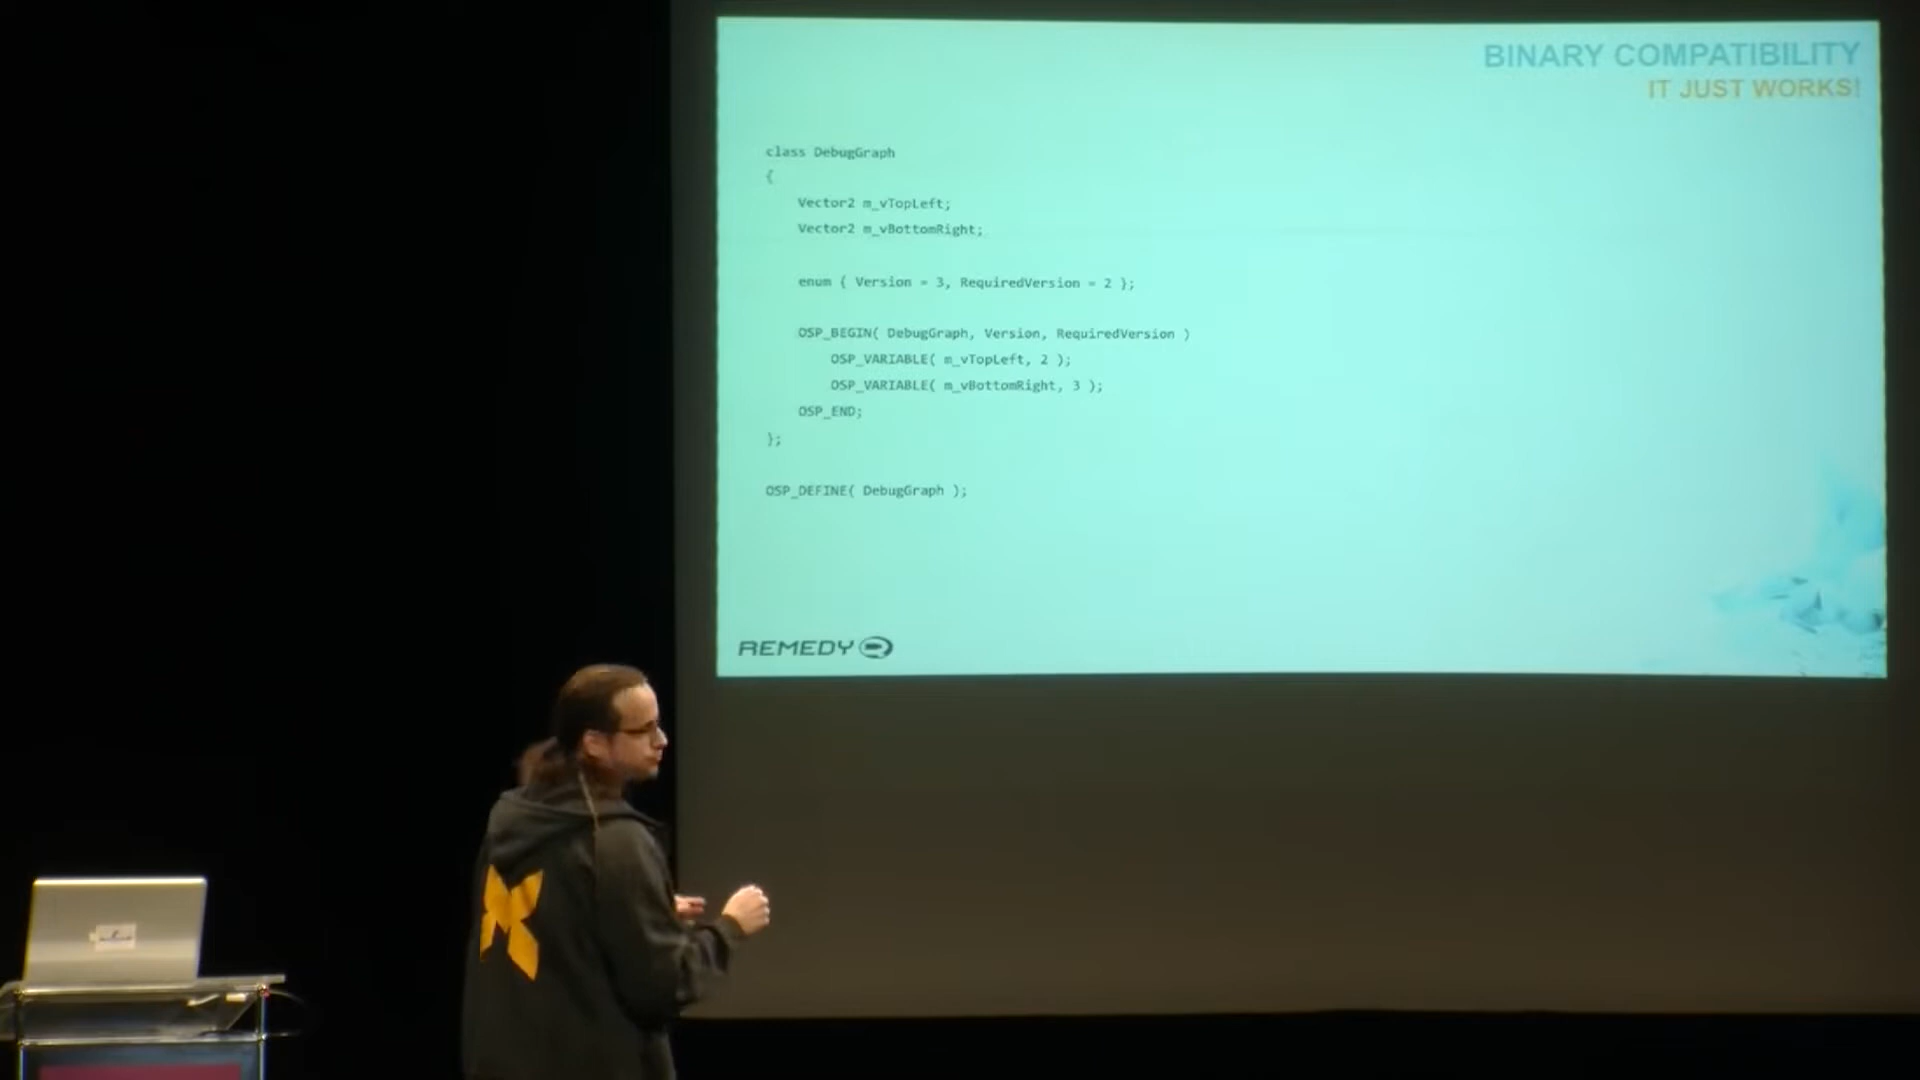 BINARY COMPATIBILITY
IT JUST WORKS!
class DebugGraph
{
Vector2 m_vTopLeft;
Vector2 m_vBottomRight;
enum { Version = 3, RequiredVersion = 2 };
OSP_BEGIN( DebugGraph, Version, RequiredVersion )
OSP_VARIABLE( m_vTopLeft, 2 );
OSP_VARIABLE( m_vBottomRight, 3 );
OSP_END;
};
OSP_DEFINE( DebugGraph );
REMEDY